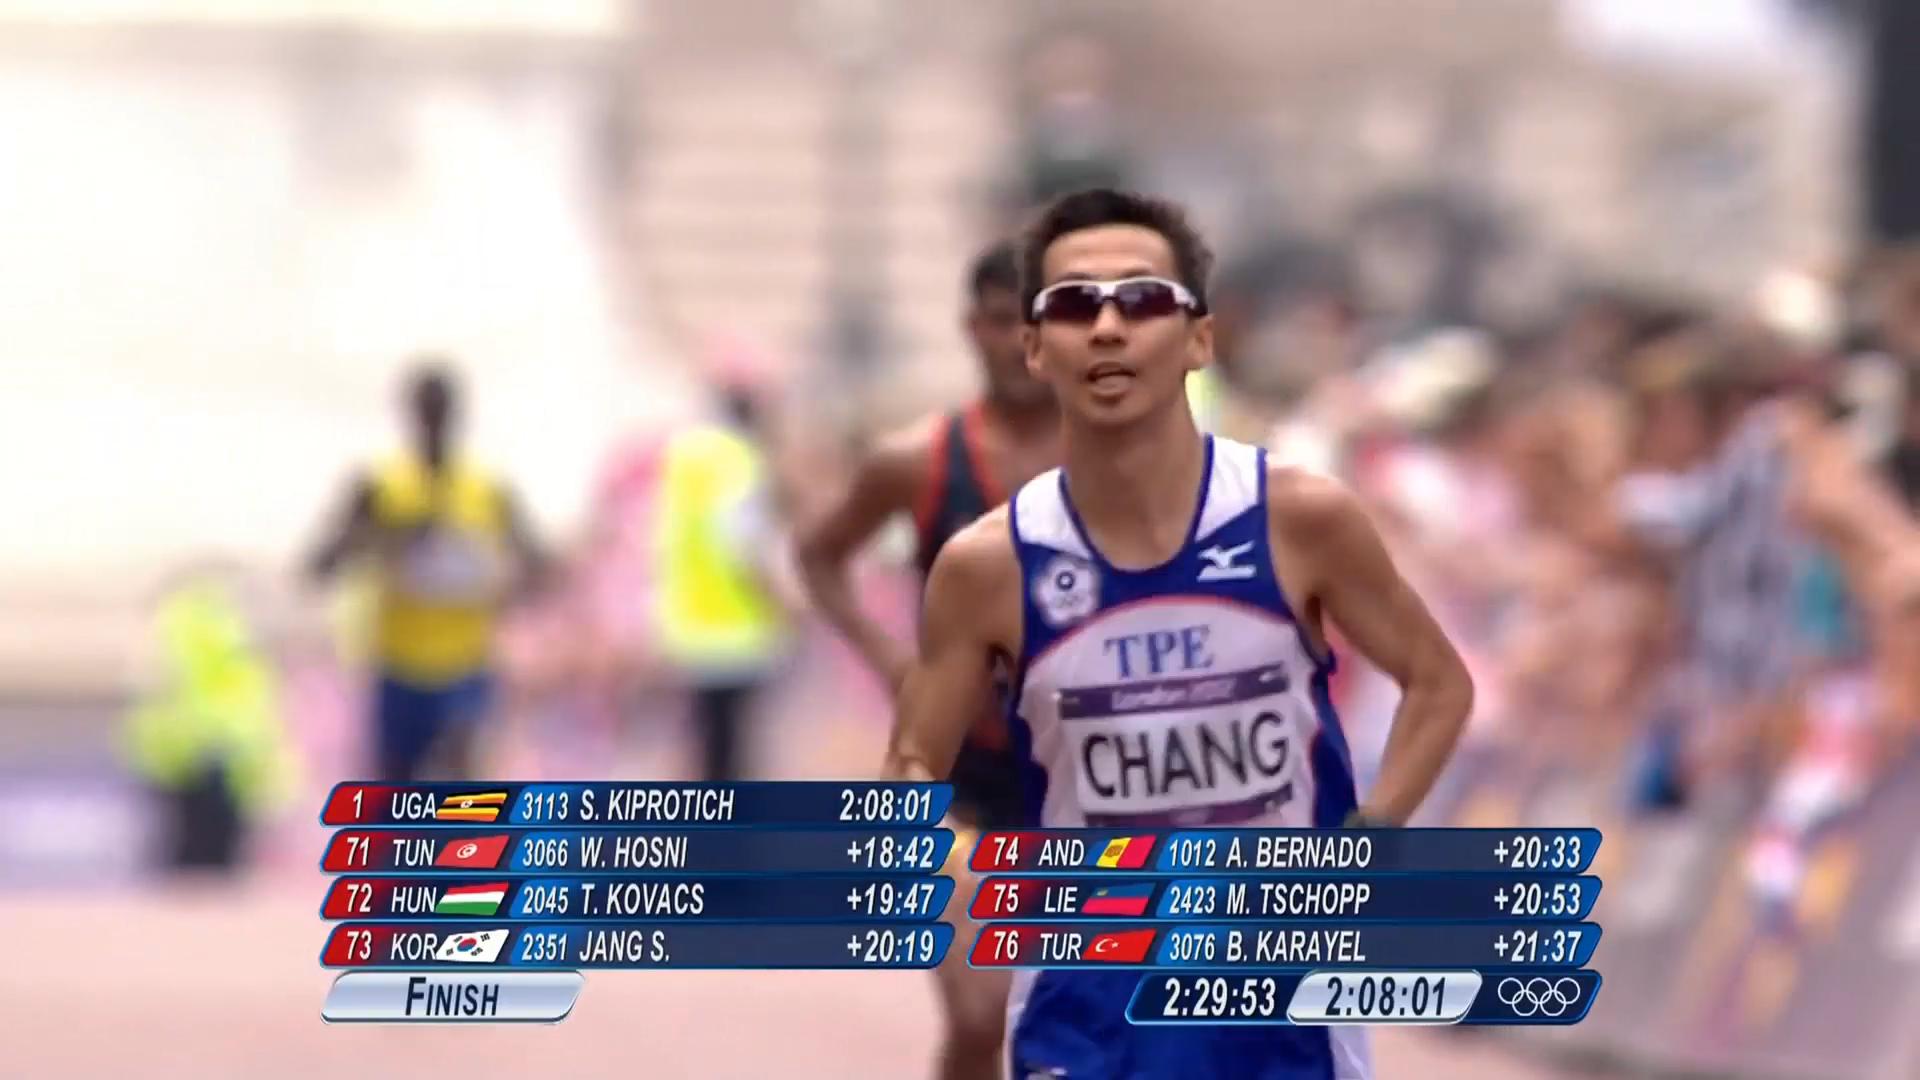 TPE
London 2012
CHANG
1 UGA 3113 S. KIPROTICH 2:08:01
71 TUN 3066 W. HOSNI +18:42
72 HUN 2045 T. KOVACS +19:47
73 KOR 2351 JANG S. +20:19
74 AND 1012 A. BERNADO +20:33
75 LIE 2423 M. TSCHOPP +20:53
76 TUR 3076 B. KARAYEL +21:37
FINISH
2:29:53 2:08:01